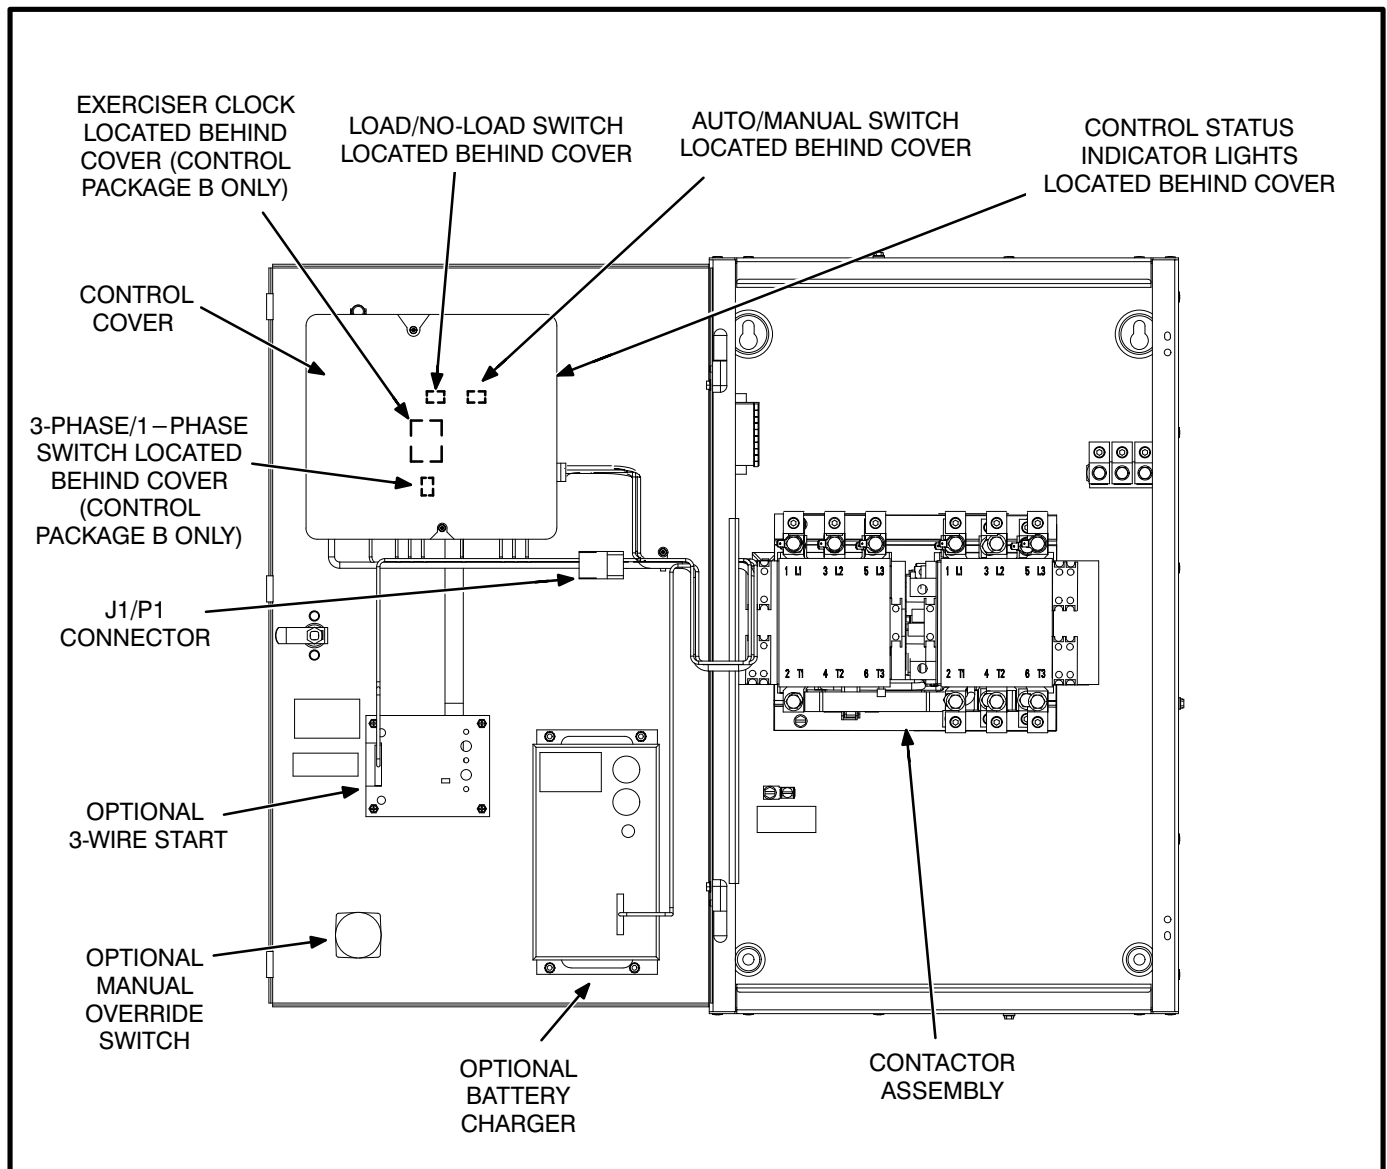 EXERCISER CLOCK
LOCATED BEHIND
COVER (CONTROL
PACKAGE B ONLY)
LOAD/NO-LOAD SWITCH
LOCATED BEHIND COVER
AUTO/MANUAL SWITCH
LOCATED BEHIND COVER
CONTROL STATUS
INDICATOR LIGHTS
LOCATED BEHIND COVER
CONTROL
COVER
3-PHASE/1–PHASE
SWITCH LOCATED
BEHIND COVER
(CONTROL
PACKAGE B ONLY)
J1/P1
CONNECTOR
1 L1 3 L2 5 L3
2 T1 4 T2 6 T3
1 L1 3 L2 5 L3
2 T1 4 T2 6 T3
OPTIONAL
3-WIRE START
OPTIONAL
MANUAL
OVERRIDE
SWITCH
OPTIONAL
BATTERY
CHARGER
CONTACTOR
ASSEMBLY